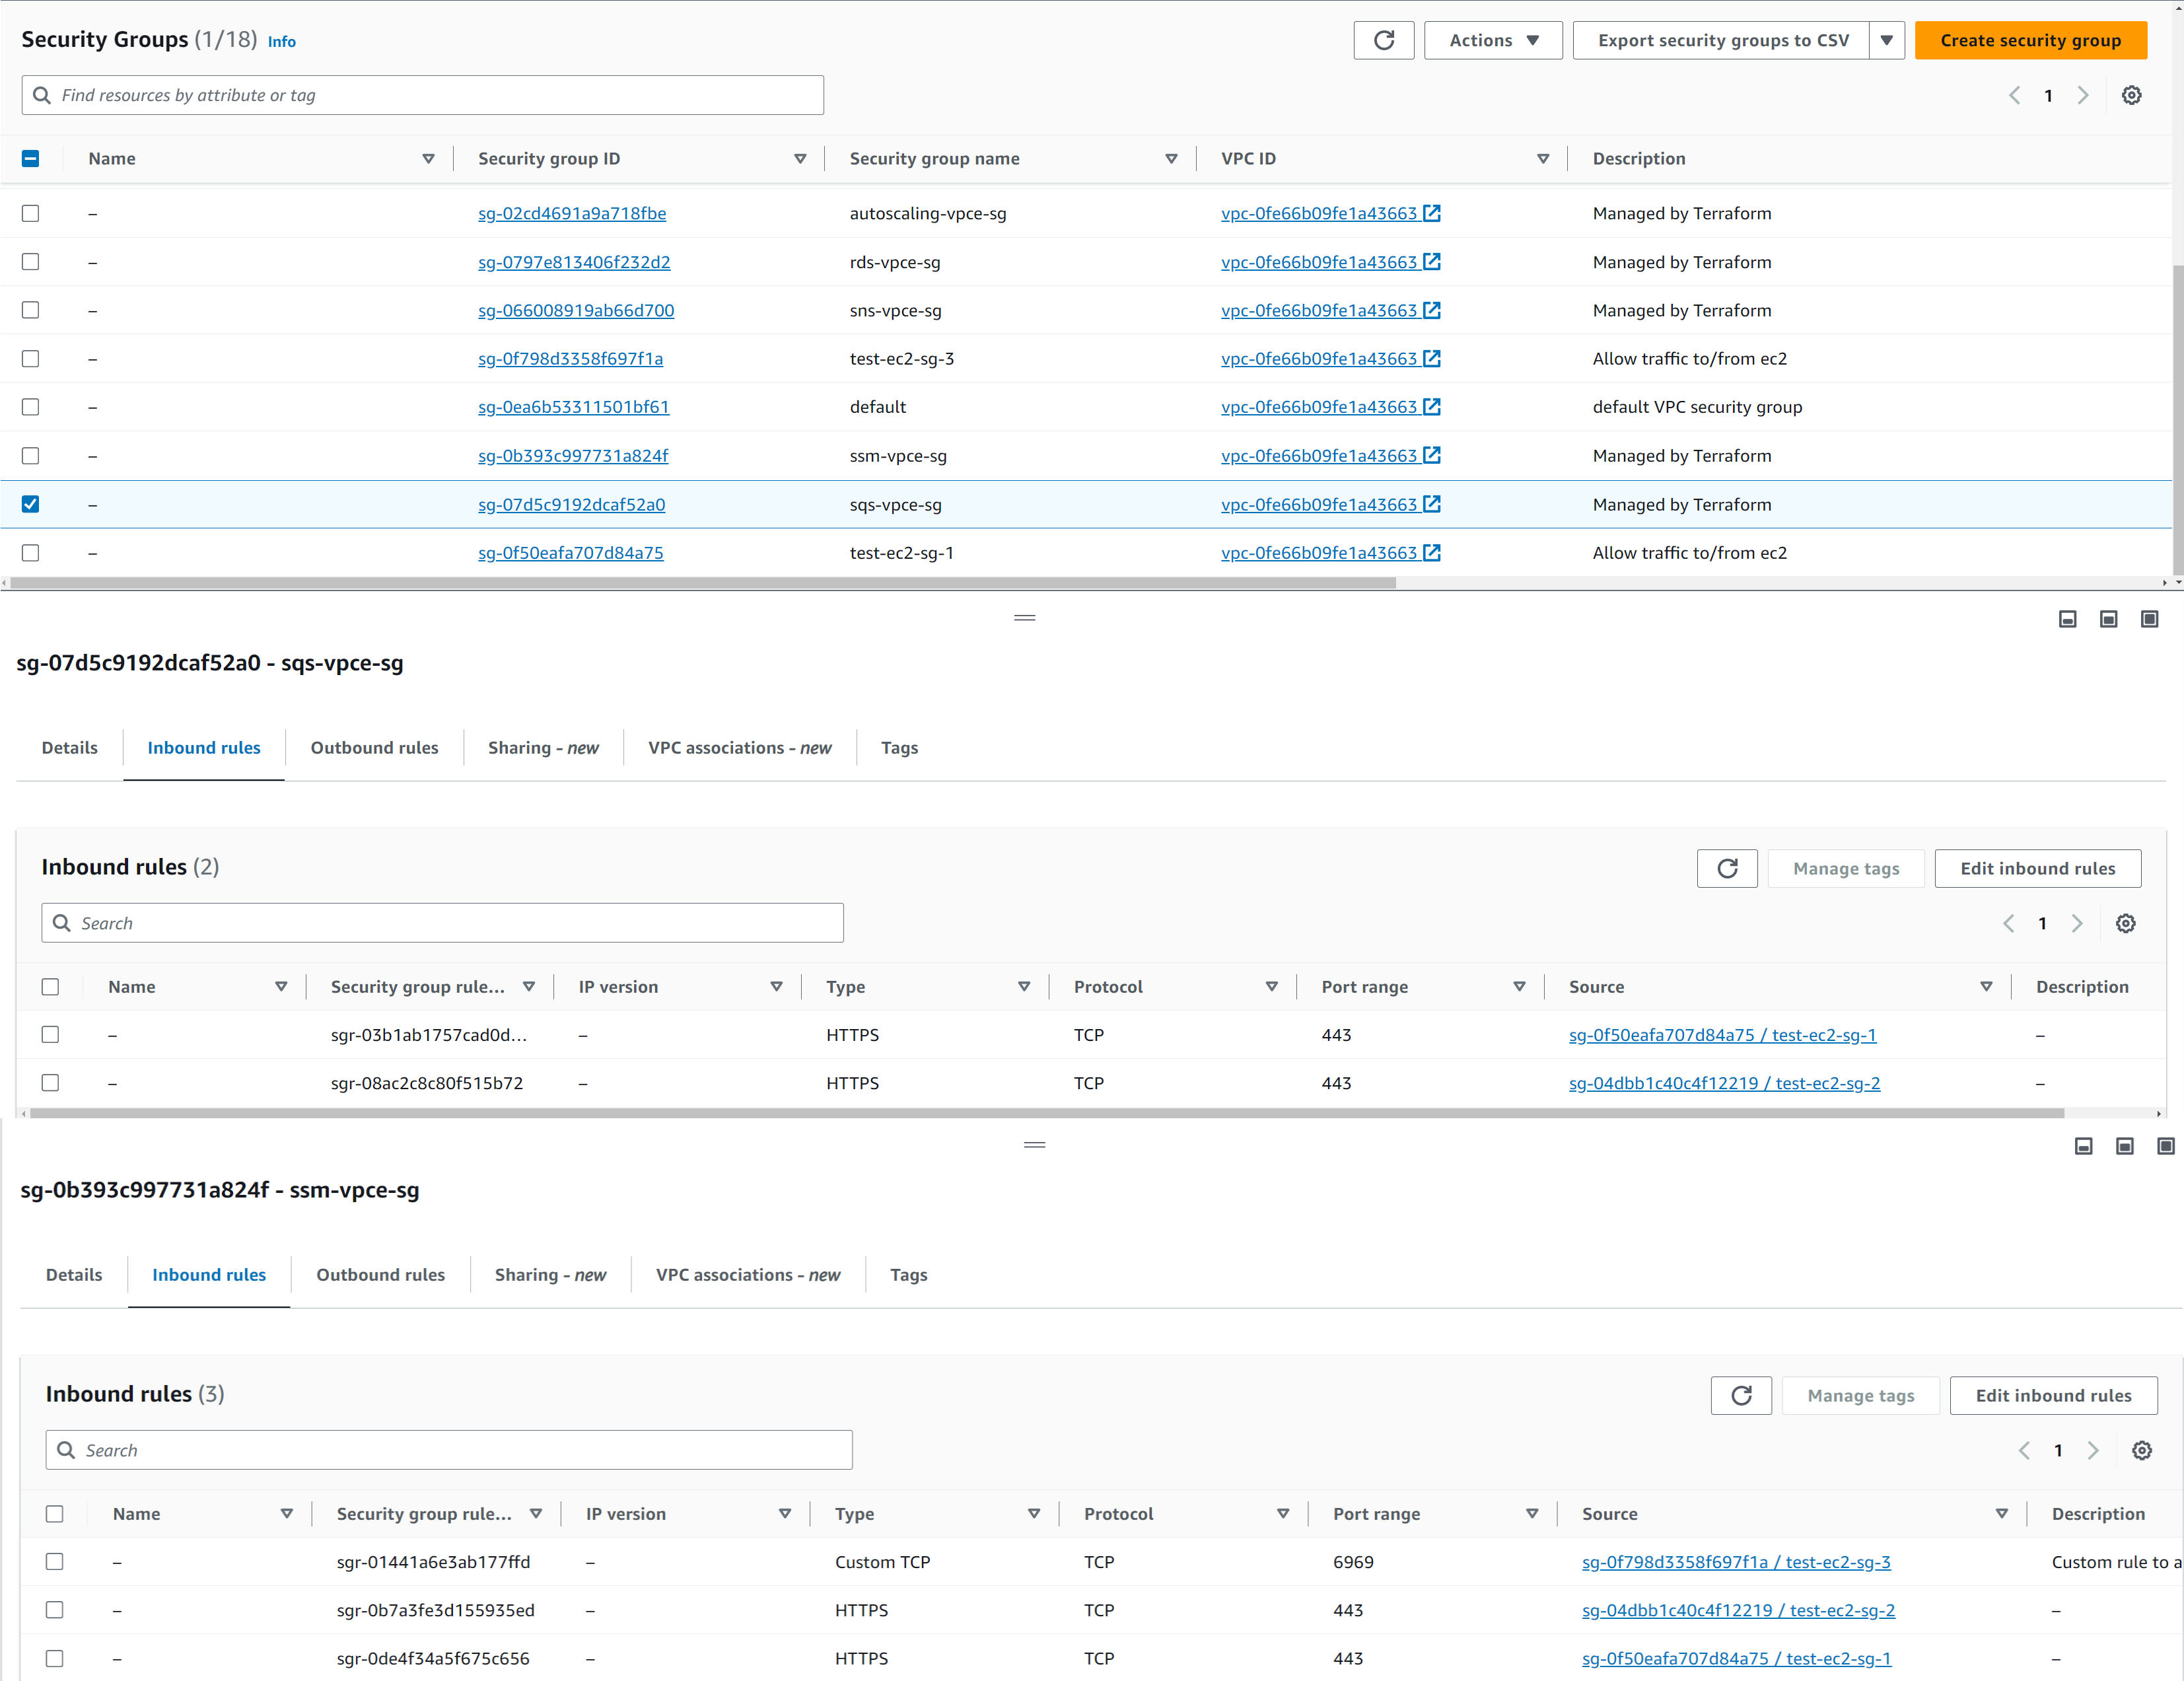 Security Groups (1/18) Info
Actions
Export security groups to CSV
Create security group
Find resources by attribute or tag
1
Name Security group ID Security group name VPC ID Description
– sg-02cd4691a9a718fbe autoscaling-vpce-sg vpc-0fe66b09fe1a43663 Managed by Terraform
– sg-0797e813406f232d2 rds-vpce-sg vpc-0fe66b09fe1a43663 Managed by Terraform
– sg-066008919ab66d700 sns-vpce-sg vpc-0fe66b09fe1a43663 Managed by Terraform
– sg-0f798d3358f697f1a test-ec2-sg-3 vpc-0fe66b09fe1a43663 Allow traffic to/from ec2
– sg-0ea6b53311501bf61 default vpc-0fe66b09fe1a43663 default VPC security group
– sg-0b393c997731a824f ssm-vpce-sg vpc-0fe66b09fe1a43663 Managed by Terraform
– sg-07d5c9192dcaf52a0 sqs-vpce-sg vpc-0fe66b09fe1a43663 Managed by Terraform
– sg-0f50eafa707d84a75 test-ec2-sg-1 vpc-0fe66b09fe1a43663 Allow traffic to/from ec2
sg-07d5c9192dcaf52a0 - sqs-vpce-sg
Details Inbound rules Outbound rules Sharing - new VPC associations - new Tags
Inbound rules (2)
Manage tags
Edit inbound rules
Search
1
Name Security group rule... IP version Type Protocol Port range Source Description
– sgr-03b1ab1757cad0d... – HTTPS TCP 443 sg-0f50eafa707d84a75 / test-ec2-sg-1 –
– sgr-08ac2c8c80f515b72 – HTTPS TCP 443 sg-04dbb1c40c4f12219 / test-ec2-sg-2 –
sg-0b393c997731a824f - ssm-vpce-sg
Details Inbound rules Outbound rules Sharing - new VPC associations - new Tags
Inbound rules (3)
Manage tags
Edit inbound rules
Search
1
Name Security group rule... IP version Type Protocol Port range Source Description
– sgr-01441a6e3ab177ffd – Custom TCP TCP 6969 sg-0f798d3358f697f1a / test-ec2-sg-3 Custom rule to a
– sgr-0b7a3fe3d155935ed – HTTPS TCP 443 sg-04dbb1c40c4f12219 / test-ec2-sg-2 –
– sgr-0de4f34a5f675c656 – HTTPS TCP 443 sg-0f50eafa707d84a75 / test-ec2-sg-1 –